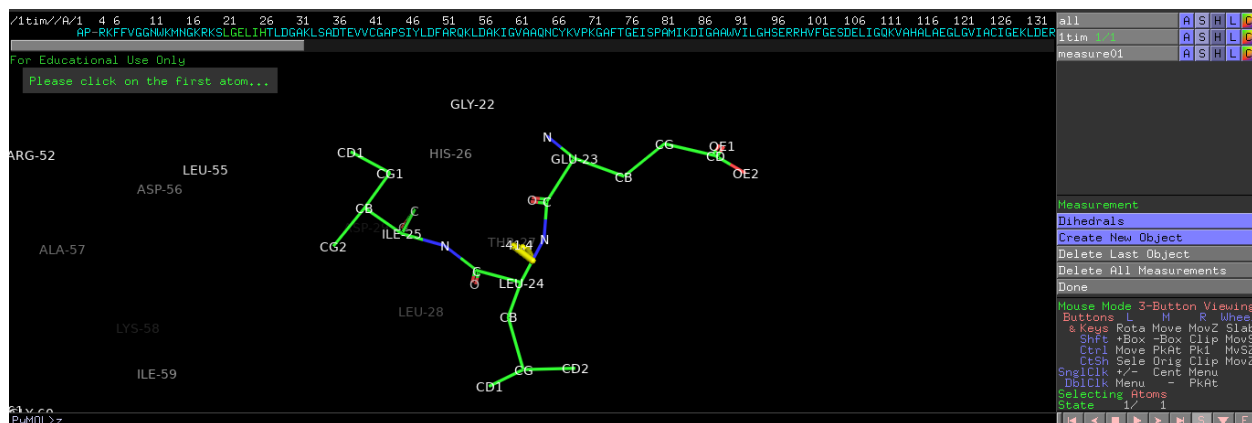 /1tim//A/1 4 6 11 16 21 26 31 36 41 46 51 56 61 66 71 76 81 86 91 96 101 106 111 116 121 126 131
AP-RKFFVGGNWKMNGKRKSLGELIHTLDGAKLSADTEVVCGAPSIYLDFARQKLDAKIGVAAQNCYKVPKGAFTGEISPAMIKDIGAAWVILGHSERRHVFGESDELIGQKVAHALAEGLGVIACIGEKLDER
For Educational Use Only
Please click on the first atom...
GLY-22
N
CG
OE1
CD
OE2
GLU-23
CB
ARG-52
LEU-55
CD1
HIS-26
CG1
ASP-56
CB
C
O
O
C
ILE-25
CG2
N
N
41.4
ALA-57
C
O
LEU-24
LEU-28
CB
LYS-58
CG
CD2
CD1
ILE-59
PyMOL>z
all A S H L C
1tim 1/1 A S H L C
measure01 A S H L C
Measurement
Dihedrals
Create New Object
Delete Last Object
Delete All Measurements
Done
Mouse Mode 3-Button Viewing
Buttons L M R Wheel
& Keys Rota Move MovZ Slab
Shft +Box -Box Clip MovS
Ctrl Move PkAt Pk1 MvSZ
CtSh Sele Orig Clip MovZ
SnglClk +/- Cent Menu
DblClk Menu - PkAt
Selecting Atoms
State 1/ 1
S F